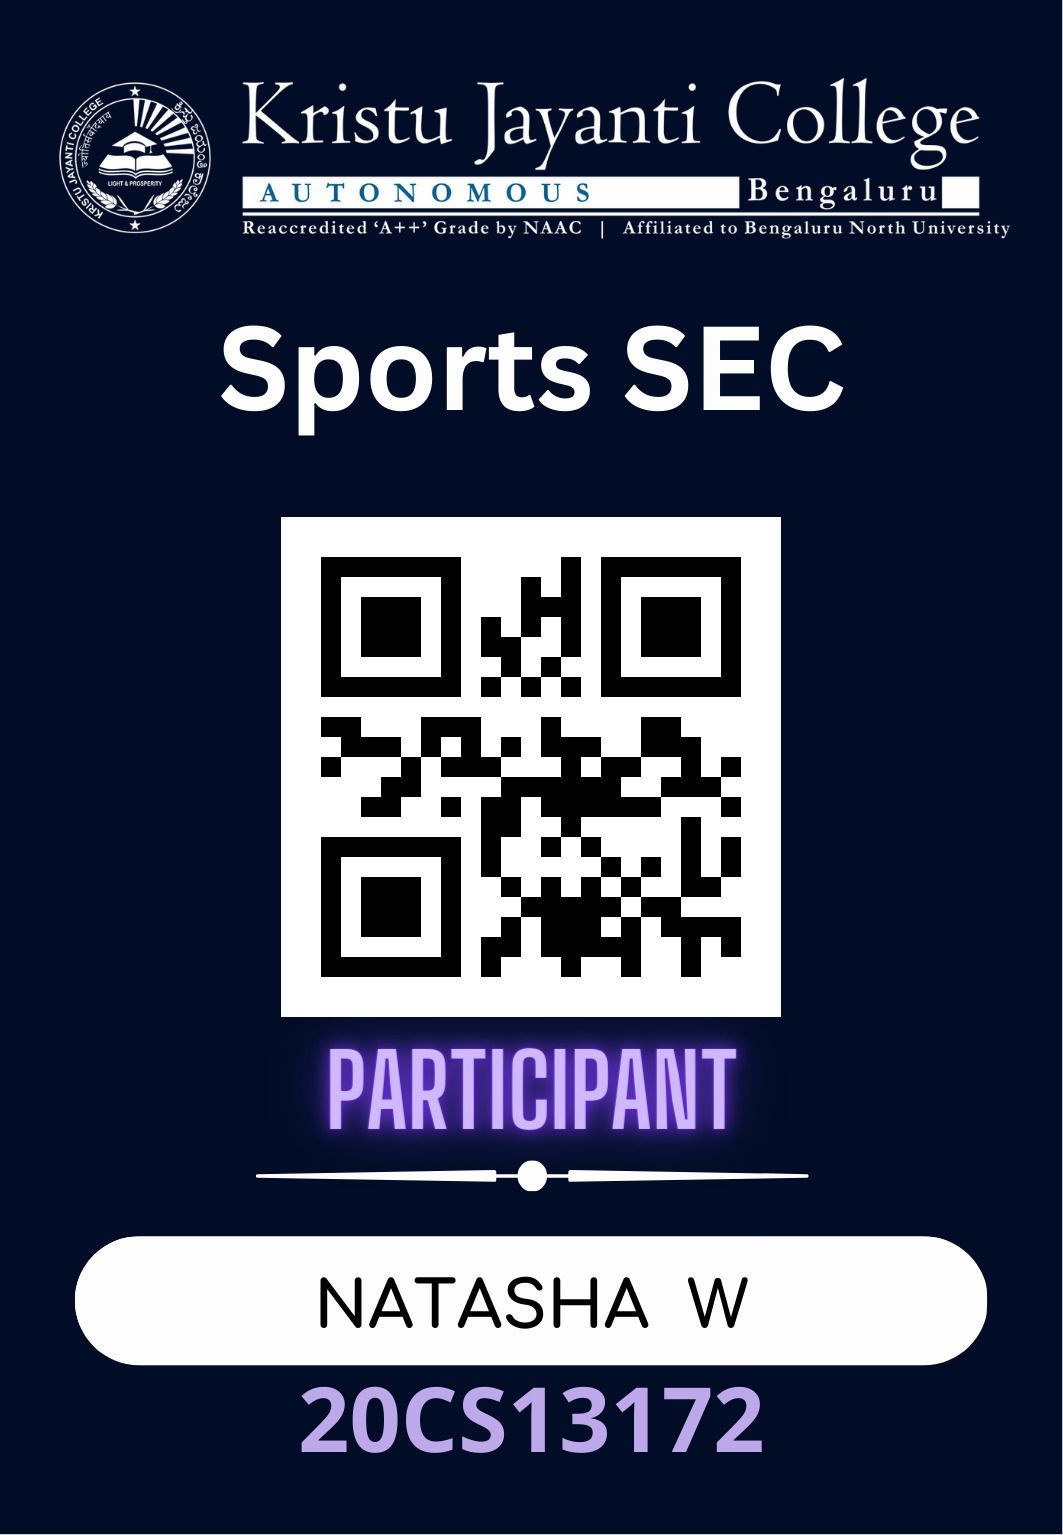 Kristu Jayanti College
AUTONOMOUS Bengaluru
Reaccredited ‘A++’ Grade by NAAC | Affiliated to Bengaluru North University
KRISTU JAYANTI COLLEGE
LIGHT & PROSPERITY
Sports SEC
PARTICIPANT
NATASHA W
20CS13172